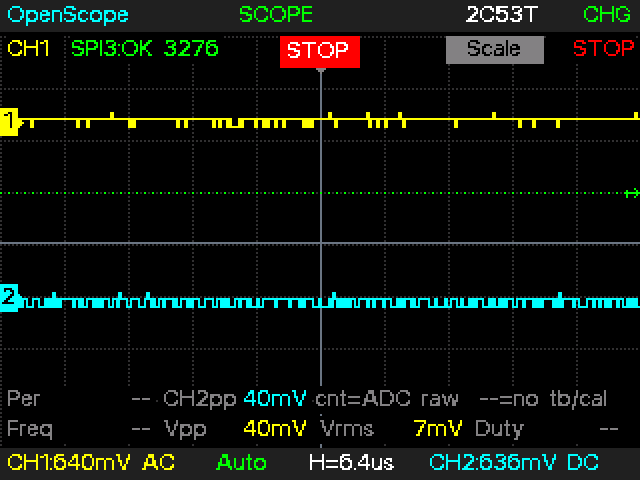 OpenScope SCOPE 2C53T CHG
CH1 SPI3:OK 3276 STOP Scale STOP
1
2
Per -- CH2pp 40mV cnt=ADC raw --=no tb/cal
Freq -- Vpp 40mV Vrms 7mV Duty --
CH1:640mV AC Auto H=6.4us CH2:636mV DC